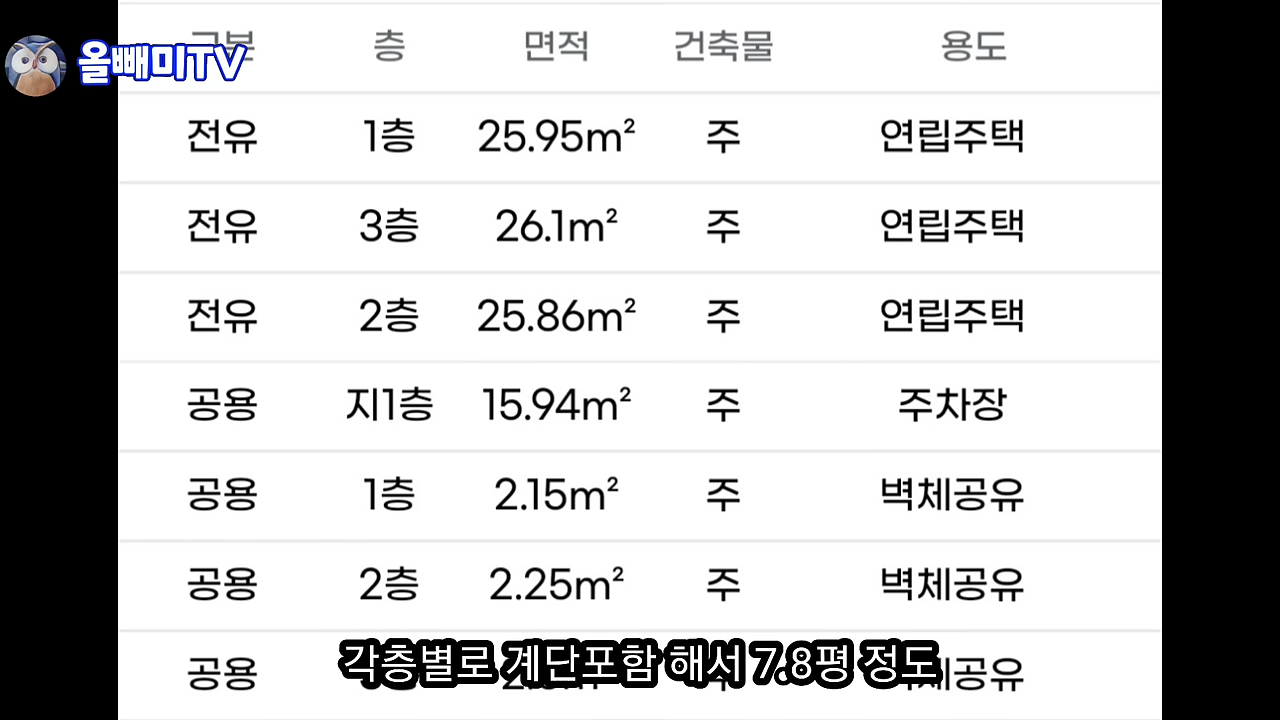 올빼미TV
층 면적 건축물 용도
전유 1층 25.95m² 주 연립주택
전유 3층 26.1m² 주 연립주택
전유 2층 25.86m² 주 연립주택
공용 지1층 15.94m² 주 주차장
공용 1층 2.15m² 주 벽체공유
공용 2층 2.25m² 주 벽체공유
공용
각층별로 계단포함 해서 7.8평 정도